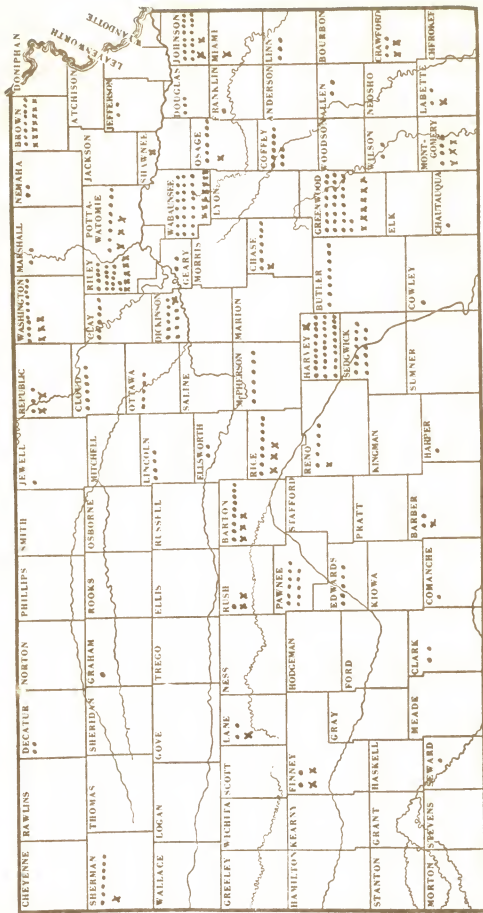 CHEYENNE RAWLINS DECATUR NORTON PHILLIPS SMITH JEWELL REPUBLIC WASHINGTON MARSHALL NEMAHA BROWN DONIPHAN
SHERMAN THOMAS SHERIDAN GRAHAM ROOKS OSBORNE MITCHELL CLOUD CLAY RILEY POTTA-
WATOMIE JACKSON ATCHISON
JEFFERSON LEAVENWORTH WYANDOTTE
WALLACE LOGAN GOVE TREGO ELLIS RUSSELL LINCOLN OTTAWA DICKINSON GEARY WABAUNSEE SHAWNEE DOUGLAS JOHNSON
ELLSWORTH SALINE MORRIS OSAGE FRANKLIN MIAMI
GREELEY WICHITA SCOTT LANE NESS RUSH BARTON RICE McPHERSON MARION CHASE LYON COFFEY ANDERSON LINN
HAMILTON KEARNY FINNEY HODGEMAN PAWNEE STAFFORD RENO HARVEY BUTLER GREENWOOD WOODSON ALLEN BOURBON
GRAY FORD EDWARDS PRATT SEDGWICK WILSON NEOSHO CRAWFORD
STANTON GRANT HASKELL KIOWA KINGMAN ELK
MORTON STEVENS SEWARD MEADE CLARK COMANCHE BARBER HARPER SUMNER COWLEY CHAUTAUQUA MONT-
GOMERY LABETTE CHEROKEE